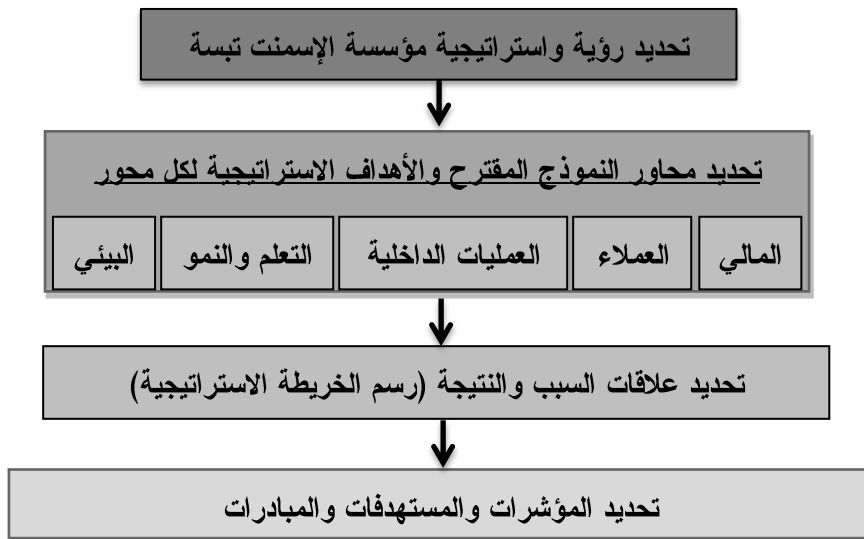 تحديد رؤية واستراتيجية مؤسسة الإسمنت تبسة
تحديد محاور النموذج المقترح والأهداف الاستراتيجية لكل محور
المالي
العملاء
العمليات الداخلية
التعلم والنمو
البيئي
تحديد علاقات السبب والنتيجة (رسم الخريطة الاستراتيجية)
تحديد المؤشرات والمستهدفات والمبادرات